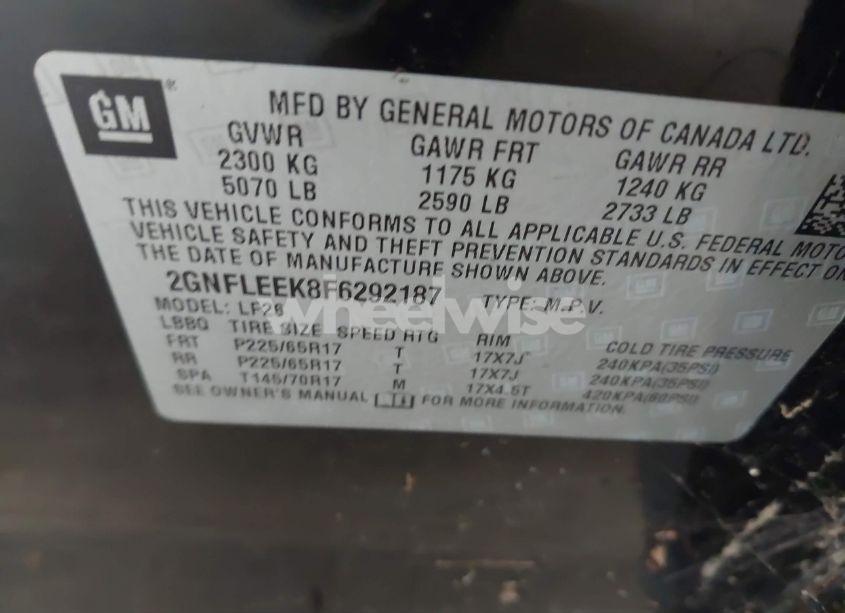 GM®
MFD BY GENERAL MOTORS OF CANADA LTD.
GVWR GAWR FRT GAWR RR
2300 KG 1175 KG 1240 KG
5070 LB 2590 LB 2733 LB
THIS VEHICLE CONFORMS TO ALL APPLICABLE U.S. FEDERAL MOTO
VEHICLE SAFETY AND THEFT PREVENTION STANDARDS IN EFFECT ON
THE DATE OF MANUFACTURE SHOWN ABOVE.
2GNFLEEK8F6292187 TYPE: M.P.V.
wheelwise
MODEL: LF26
LBBQ TIRE SIZE SPEED RTG RIM COLD TIRE PRESSURE
FRT P225/65R17 T 17X7J 240KPA(35PSI)
RR P225/65R17 T 17X7J 240KPA(35PSI)
SPA T145/70R17 M 17X4.5T 420KPA(60PSI)
SEE OWNER'S MANUAL FOR MORE INFORMATION.